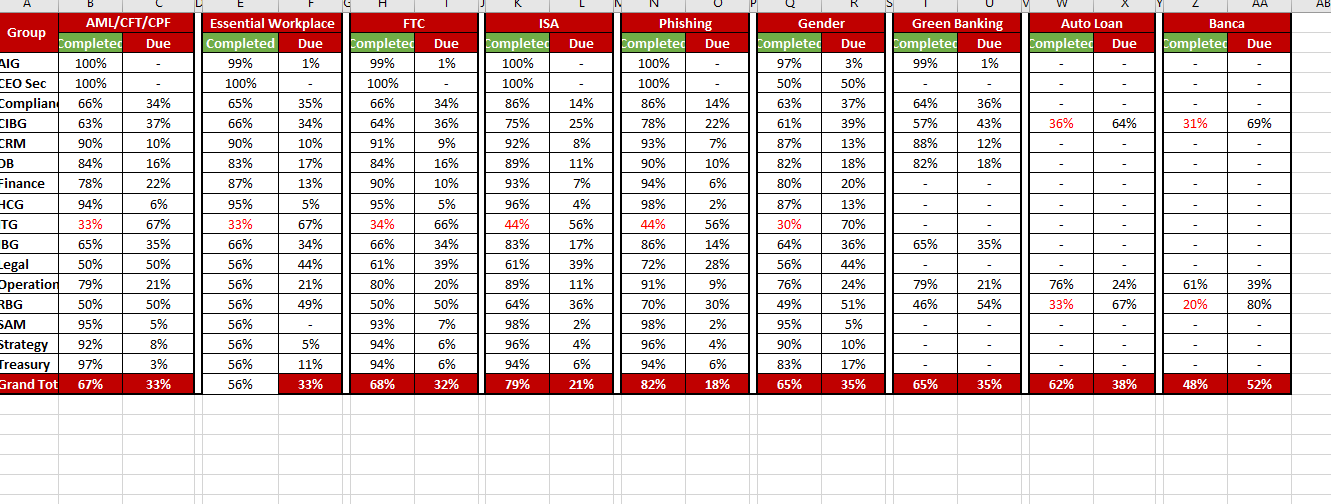 A B C D E F G H I J K L M N O P Q R S T U V W X Y Z AA AB
Group AML/CFT/CPF Essential Workplace FTC ISA Phishing Gender Green Banking Auto Loan Banca
Completed Due Completed Due Completed Due Completed Due Completed Due Completed Due Completed Due Completed Due Completed Due
AIG 100% - 99% 1% 99% 1% 100% - 100% - 97% 3% 99% 1% - - - -
CEO Sec 100% - 100% - 100% - 100% - 100% - 50% 50% - - - - - -
Complian 66% 34% 65% 35% 66% 34% 86% 14% 86% 14% 63% 37% 64% 36% - - - -
CIBG 63% 37% 66% 34% 64% 36% 75% 25% 78% 22% 61% 39% 57% 43% 36% 64% 31% 69%
CRM 90% 10% 90% 10% 91% 9% 92% 8% 93% 7% 87% 13% 88% 12% - - - -
DB 84% 16% 83% 17% 84% 16% 89% 11% 90% 10% 82% 18% 82% 18% - - - -
Finance 78% 22% 87% 13% 90% 10% 93% 7% 94% 6% 80% 20% - - - - - -
HCG 94% 6% 95% 5% 95% 5% 96% 4% 98% 2% 87% 13% - - - - - -
ITG 33% 67% 33% 67% 34% 66% 44% 56% 44% 56% 30% 70% - - - - - -
IBG 65% 35% 66% 34% 66% 34% 83% 17% 86% 14% 64% 36% 65% 35% - - - -
Legal 50% 50% 56% 44% 61% 39% 61% 39% 72% 28% 56% 44% - - - - - -
Operation 79% 21% 56% 21% 80% 20% 89% 11% 91% 9% 76% 24% 79% 21% 76% 24% 61% 39%
RBG 50% 50% 56% 49% 50% 50% 64% 36% 70% 30% 49% 51% 46% 54% 33% 67% 20% 80%
SAM 95% 5% 56% - 93% 7% 98% 2% 98% 2% 95% 5% - - - - - -
Strategy 92% 8% 56% 5% 94% 6% 96% 4% 96% 4% 90% 10% - - - - - -
Treasury 97% 3% 56% 11% 94% 6% 94% 6% 94% 6% 83% 17% - - - - - -
Grand Tot 67% 33% 56% 33% 68% 32% 79% 21% 82% 18% 65% 35% 65% 35% 62% 38% 48% 52%